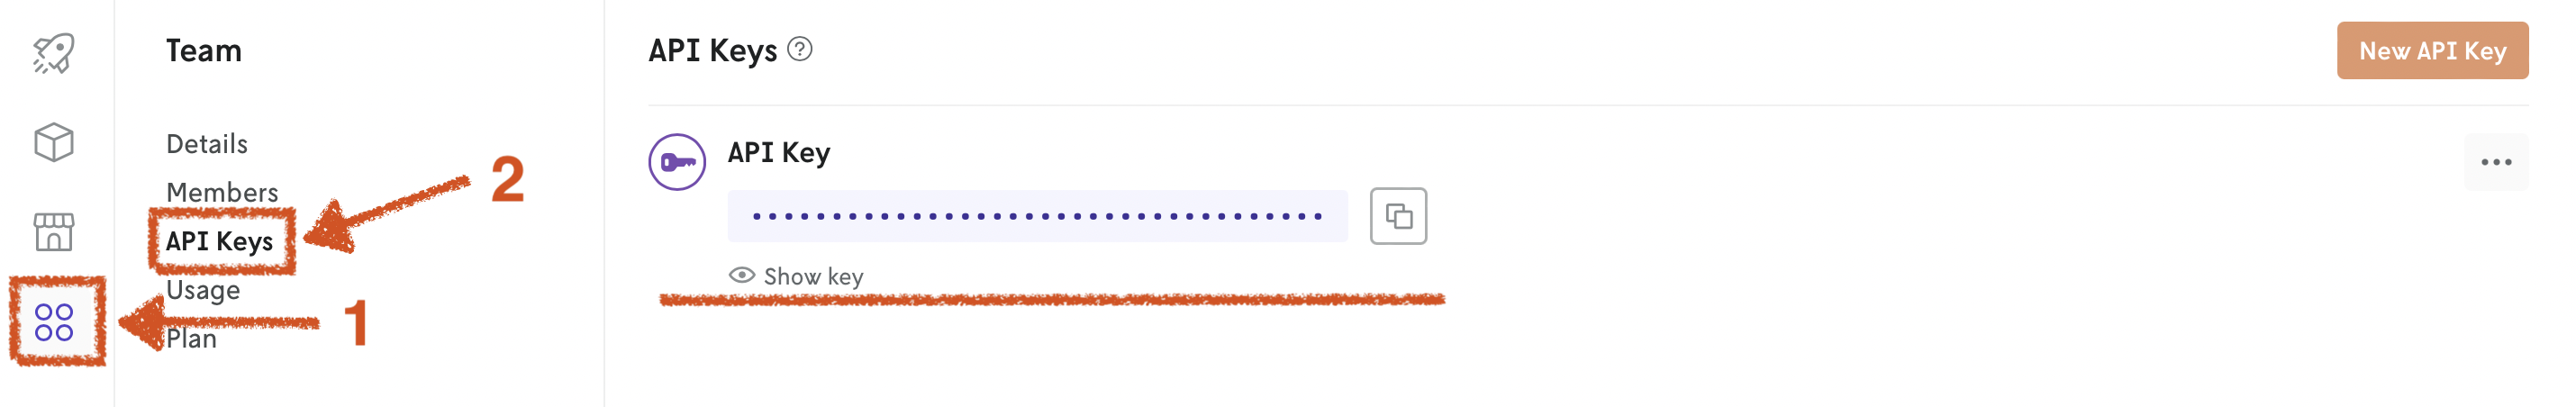 Team
Details
Members
API Keys
Usage
Plan
2
1
API Keys ?
New API Key
API Key
Show key